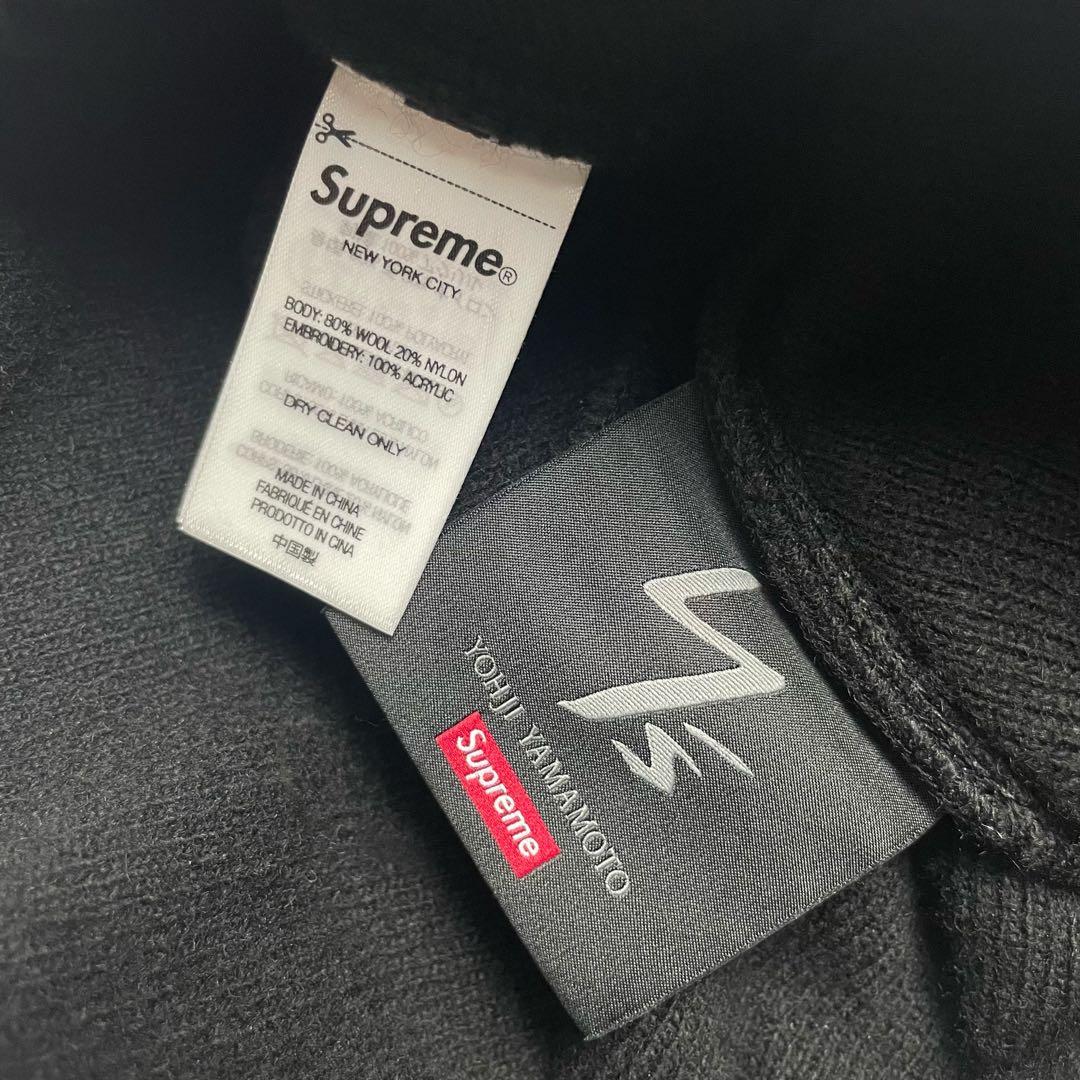 Supreme®
NEW YORK CITY
BODY: 80% WOOL 20% NYLON
EMBROIDERY: 100% ACRYLIC
DRY CLEAN ONLY
MADE IN CHINA
FABRIQUÉ EN CHINE
PRODOTTO IN CINA
中国製
YOHJI YAMAMOTO
Supreme